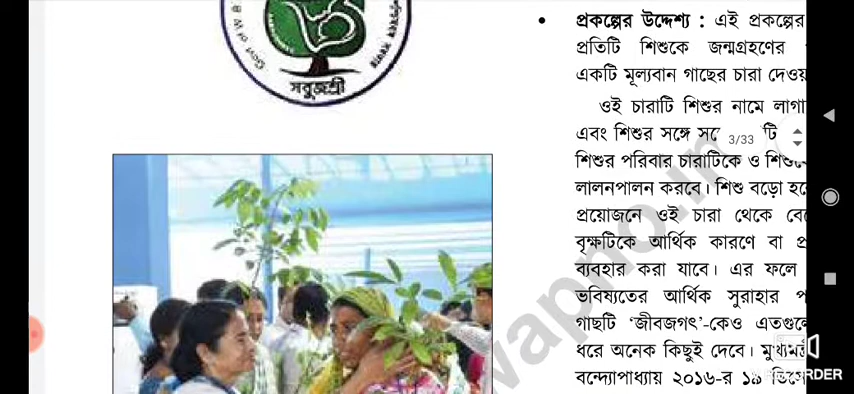 Govt of W.B
সবুজশ্রী
• প্রকল্পের উদ্দেশ্য : এই প্রকল্পের
প্রতিটি শিশুকে জন্মগ্রহণের
একটি মূল্যবান গাছের চারা দেওয়
ওই চারাটি শিশুর নামে লাগা
এবং শিশুর সঙ্গে
3/33
শিশুর পরিবার চারাটিকে ও
লালনপালন করবে। শিশু বড়ো
প্রয়োজনে ওই চারা থেকে
বৃক্ষটিকে আর্থিক কারণে বা
ব্যবহার করা যাবে। এর ফলে
ভবিষ্যতের আর্থিক সুরাহার
গাছটি ‘জীবজগৎ’-কেও
ধরে অনেক কিছুই দেবে।
বন্দ্যোপাধ্যায় ২০১৬-র ১৯